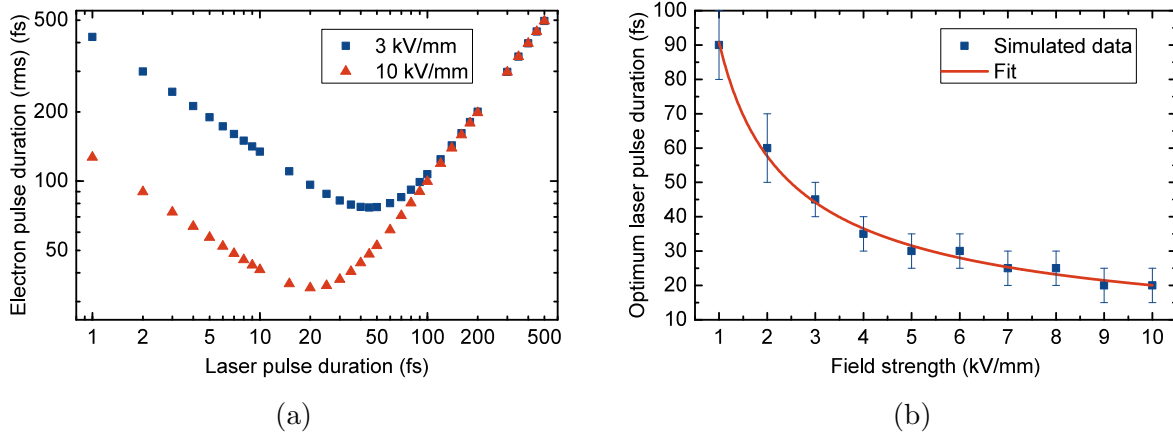 Electron pulse duration (rms) (fs)
500
200
100
50
1 2 5 10 20 50 100 200 500
Laser pulse duration (fs)
3 kV/mm
10 kV/mm
(a)
Optimum laser pulse duration (fs)
100
90
80
70
60
50
40
30
20
10
1 2 3 4 5 6 7 8 9 10
Field strength (kV/mm)
Simulated data
Fit
(b)